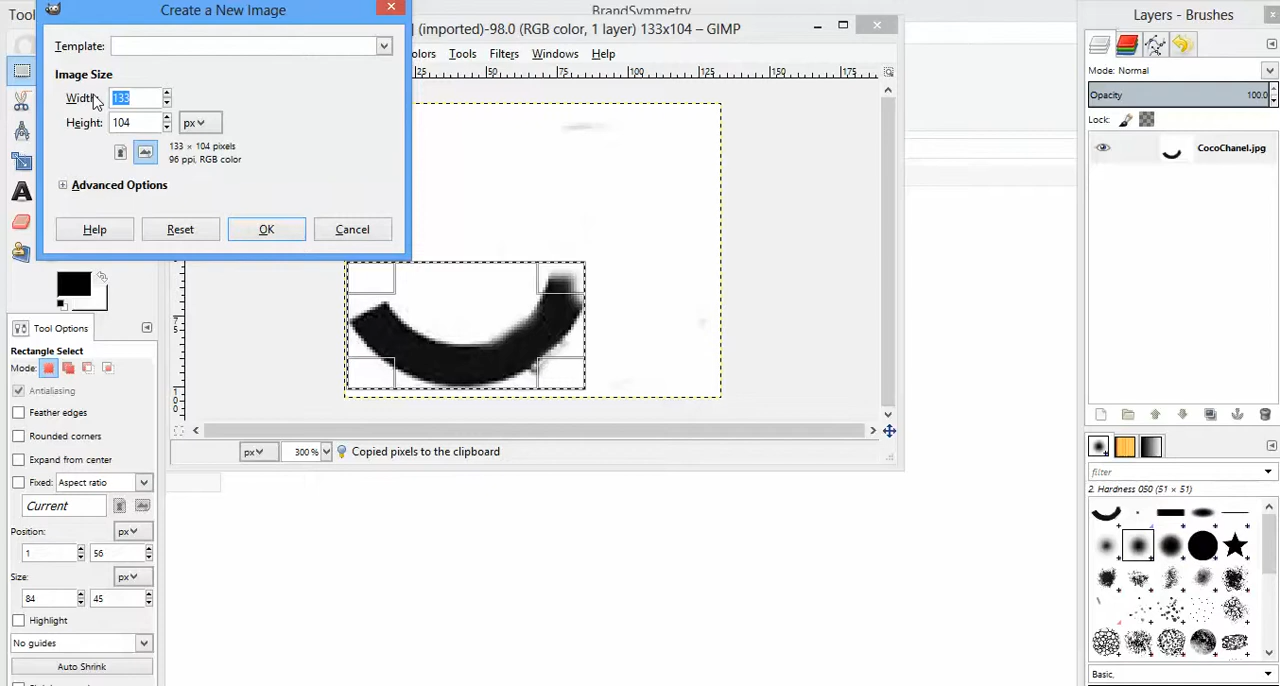 Tool
Create a New Image
BrandSymmetry
(imported)-98.0 (RGB color, 1 layer) 133x104 – GIMP
Layers - Brushes
Template:
Tools Filters Windows Help
Image Size
Width: 133
Height: 104 px
133 × 104 pixels
96 ppi, RGB color
Advanced Options
Help Reset OK Cancel
25 50 75 100 125 150 175
Mode: Normal
Opacity 100.0
Lock:
CocoChanel.jpg
Tool Options
Rectangle Select
Mode:
Antialiasing
Feather edges
Rounded corners
Expand from center
Fixed: Aspect ratio
Current
Position: px
1 56
Size: px
84 45
Highlight
No guides
Auto Shrink
px 300 % Copied pixels to the clipboard
filter
2. Hardness 050 (51 × 51)
Basic,